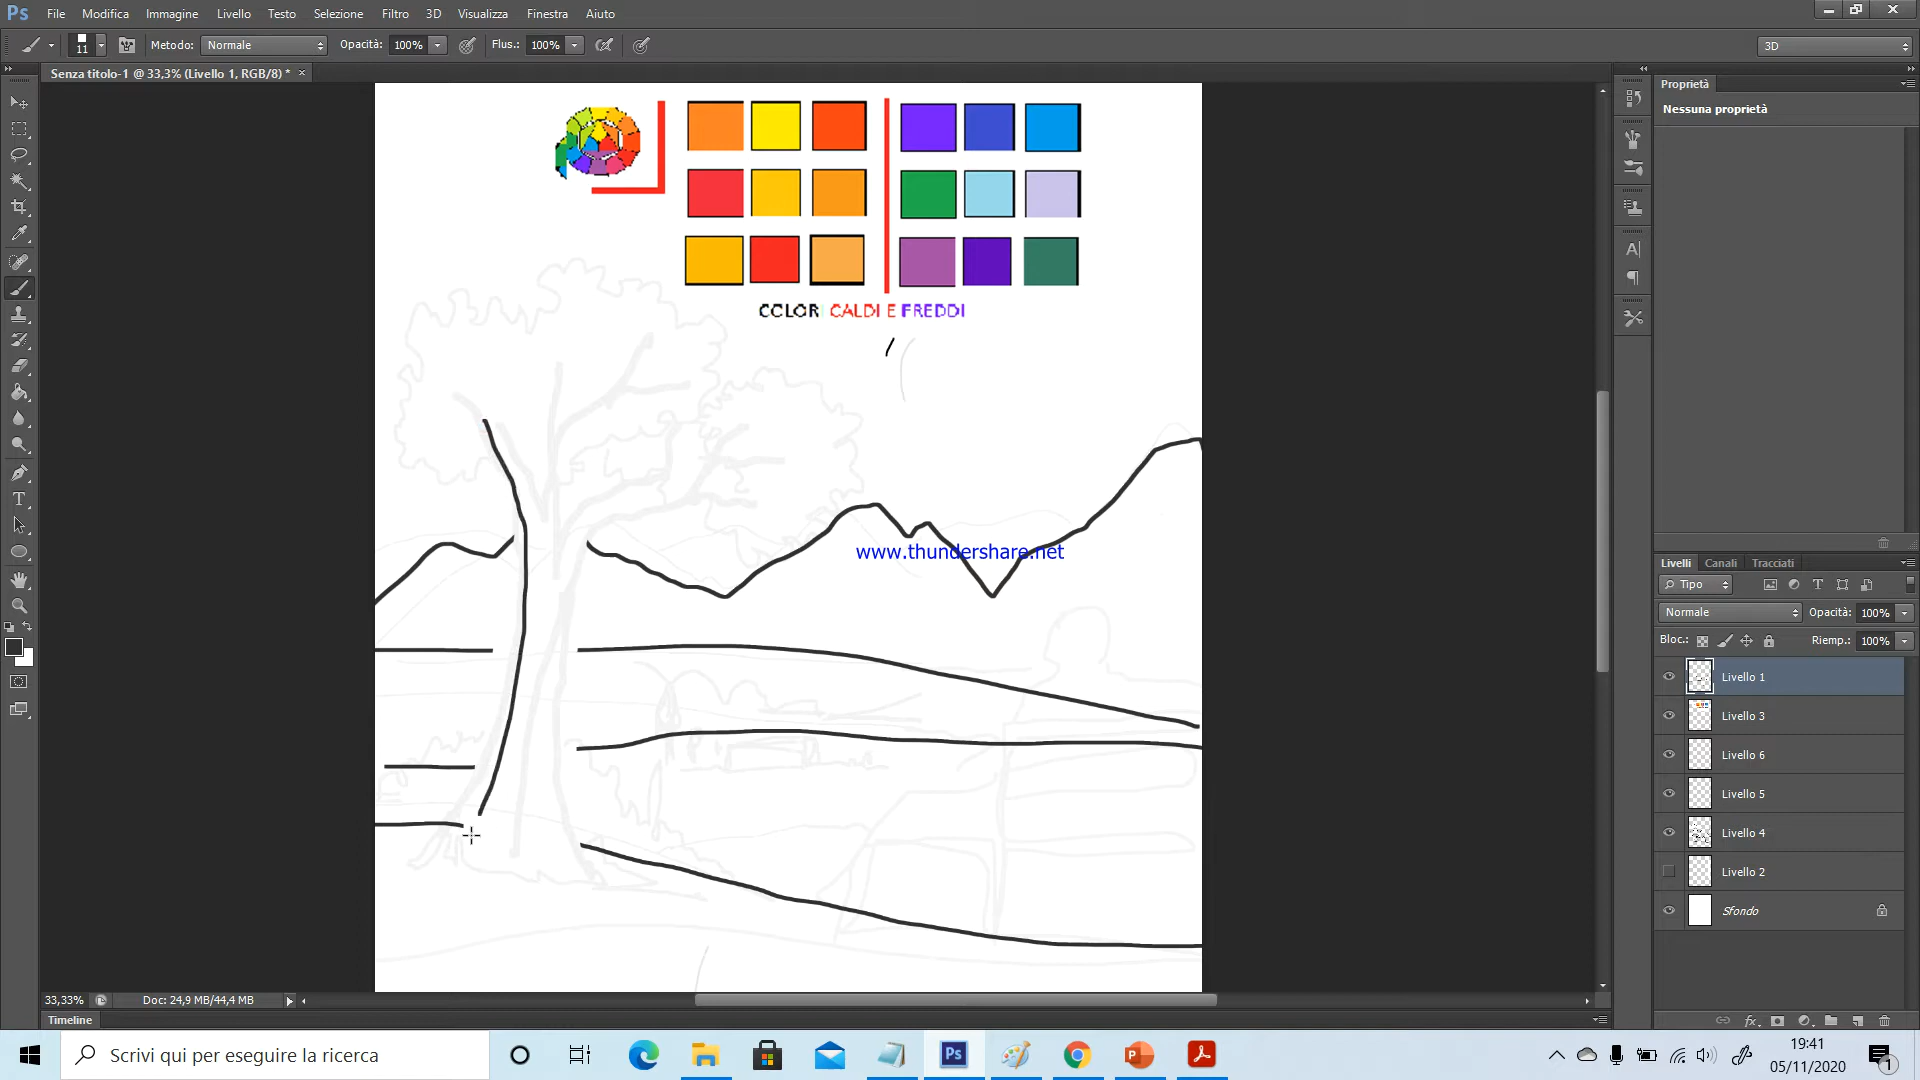 Ps File Modifica Immagine Livello Testo Selezione Filtro 3D Visualizza Finestra Aiuto
11 Metodo: Normale Opacità: 100% Flus.: 100% 3D
Senza titolo-1 @ 33,3% (Livello 1, RGB/8) * ×
Proprietà
Nessuna proprietà
COLORI CALDI E FREDDI
www.thundershare.net
Livelli Canali Tracciati
Tipo
Normale Opacità: 100%
Bloc.: Riemp.: 100%
Livello 1
Livello 3
Livello 6
Livello 5
Livello 4
Livello 2
Sfondo
33,33% Doc: 24,9 MB/44,4 MB
Timeline
Scrivi qui per eseguire la ricerca
19:41
05/11/2020
1